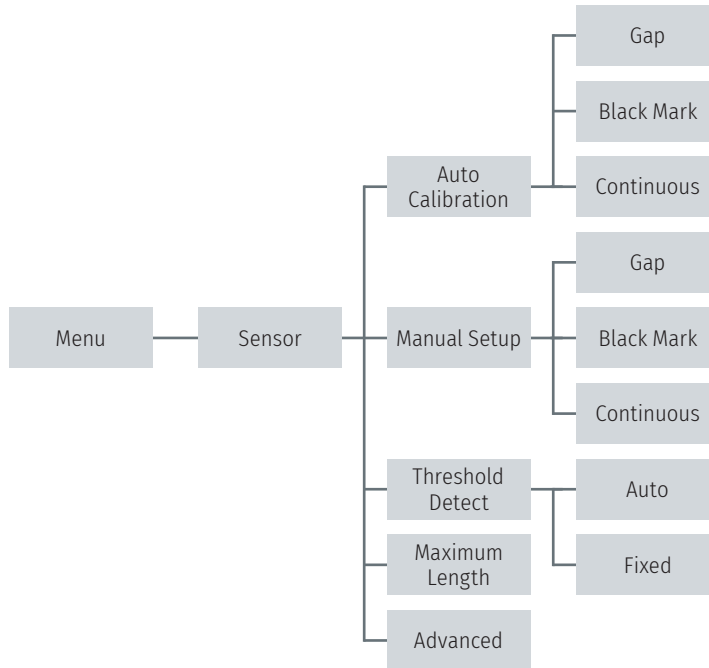 Menu
Sensor
Auto
Calibration
Gap
Black Mark
Continuous
Manual Setup
Gap
Black Mark
Continuous
Threshold
Detect
Auto
Fixed
Maximum
Length
Advanced